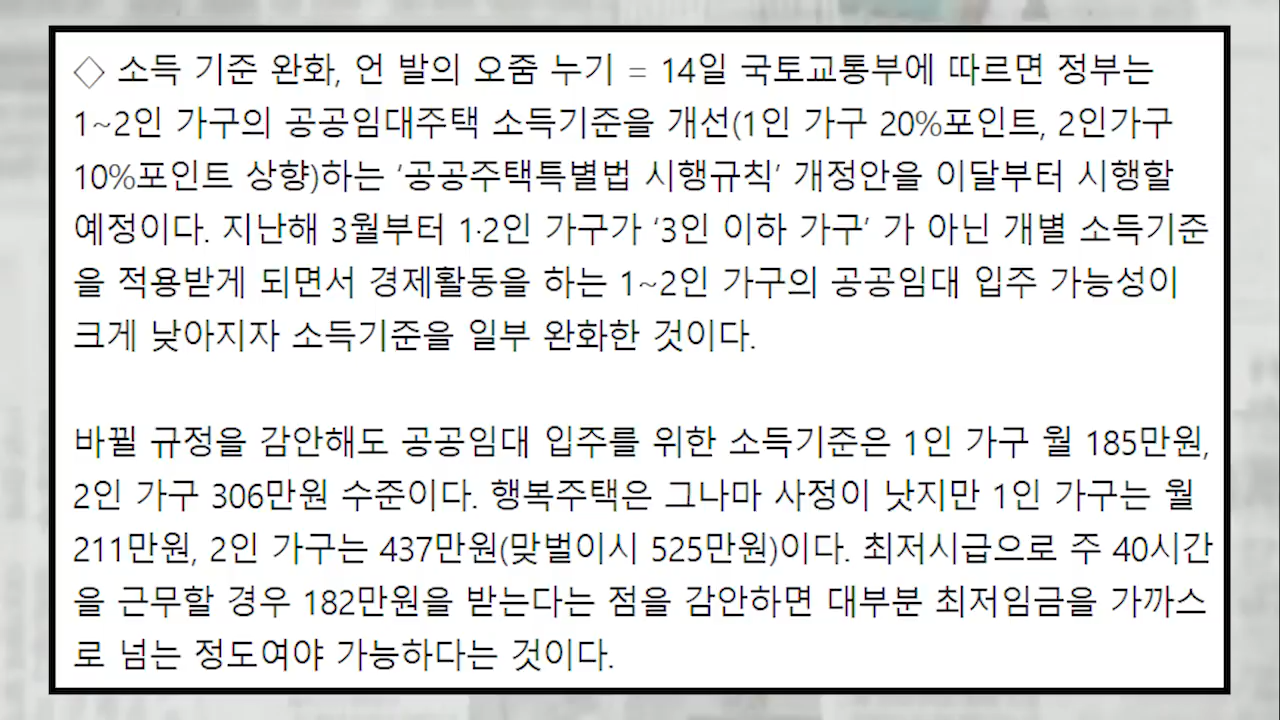 ◇ 소득 기준 완화, 언 발의 오줌 누기 = 14일 국토교통부에 따르면 정부는
1~2인 가구의 공공임대주택 소득기준을 개선(1인 가구 20%포인트, 2인가구
10%포인트 상향)하는 ‘공공주택특별법 시행규칙’ 개정안을 이달부터 시행할
예정이다. 지난해 3월부터 1·2인 가구가 ‘3인 이하 가구’ 가 아닌 개별 소득기준
을 적용받게 되면서 경제활동을 하는 1~2인 가구의 공공임대 입주 가능성이
크게 낮아지자 소득기준을 일부 완화한 것이다.
바뀔 규정을 감안해도 공공임대 입주를 위한 소득기준은 1인 가구 월 185만원,
2인 가구 306만원 수준이다. 행복주택은 그나마 사정이 낫지만 1인 가구는 월
211만원, 2인 가구는 437만원(맞벌이시 525만원)이다. 최저시급으로 주 40시간
을 근무할 경우 182만원을 받는다는 점을 감안하면 대부분 최저임금을 가까스
로 넘는 정도여야 가능하다는 것이다.